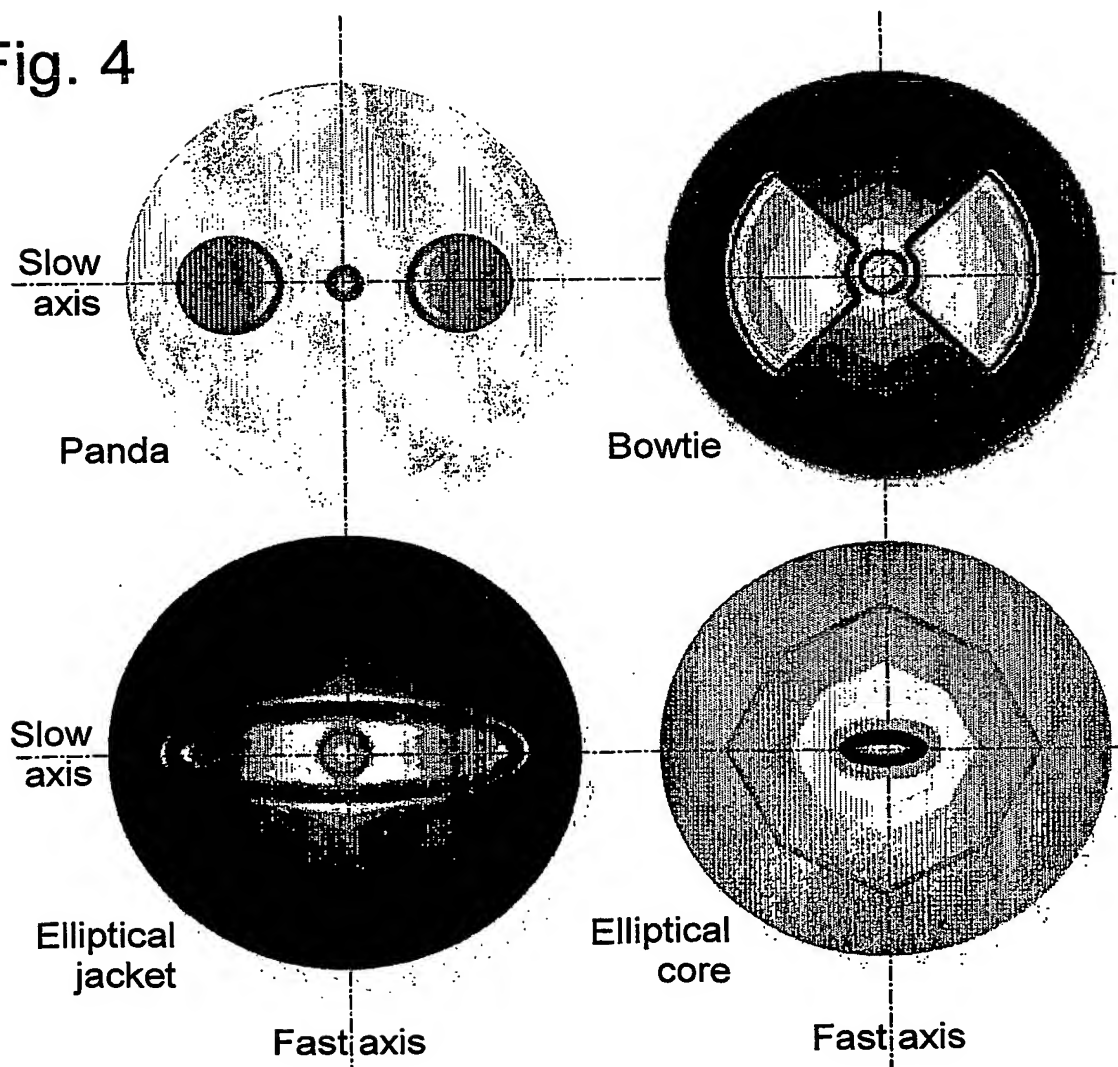 Fig. 4
Slow
axis
Panda
Bowtie
Slow
axis
Elliptical
jacket
Elliptical
core
Fast axis
Fast axis